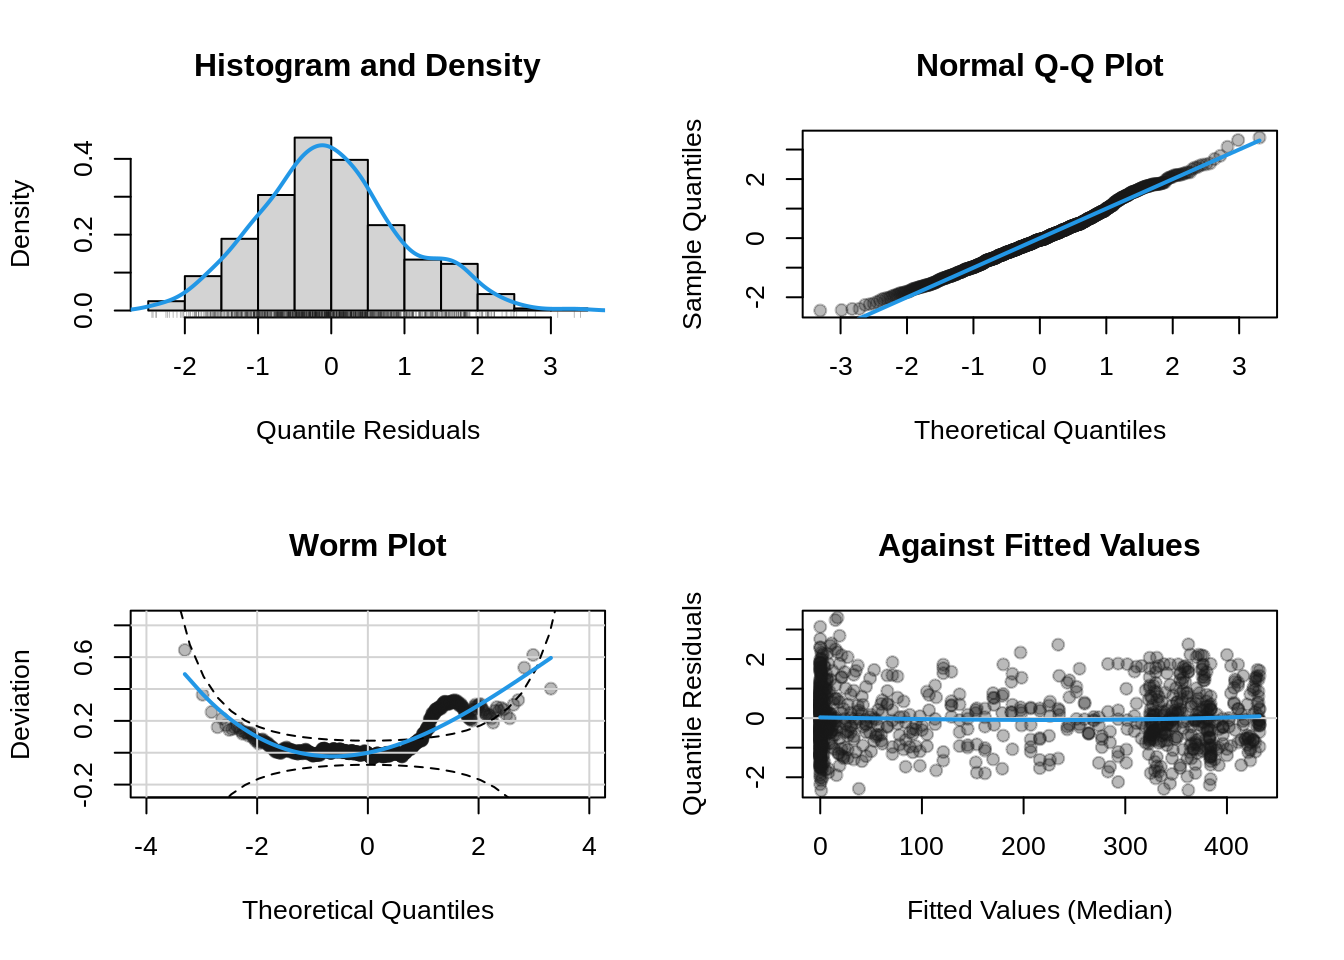 Histogram and Density
Density
0.0 0.2 0.4
-2 -1 0 1 2 3
Quantile Residuals
Normal Q-Q Plot
Sample Quantiles
-2 0 2
-3 -2 -1 0 1 2 3
Theoretical Quantiles
Worm Plot
Deviation
-0.2 0.2 0.6
-4 -2 0 2 4
Theoretical Quantiles
Against Fitted Values
Quantile Residuals
-2 0 2
0 100 200 300 400
Fitted Values (Median)